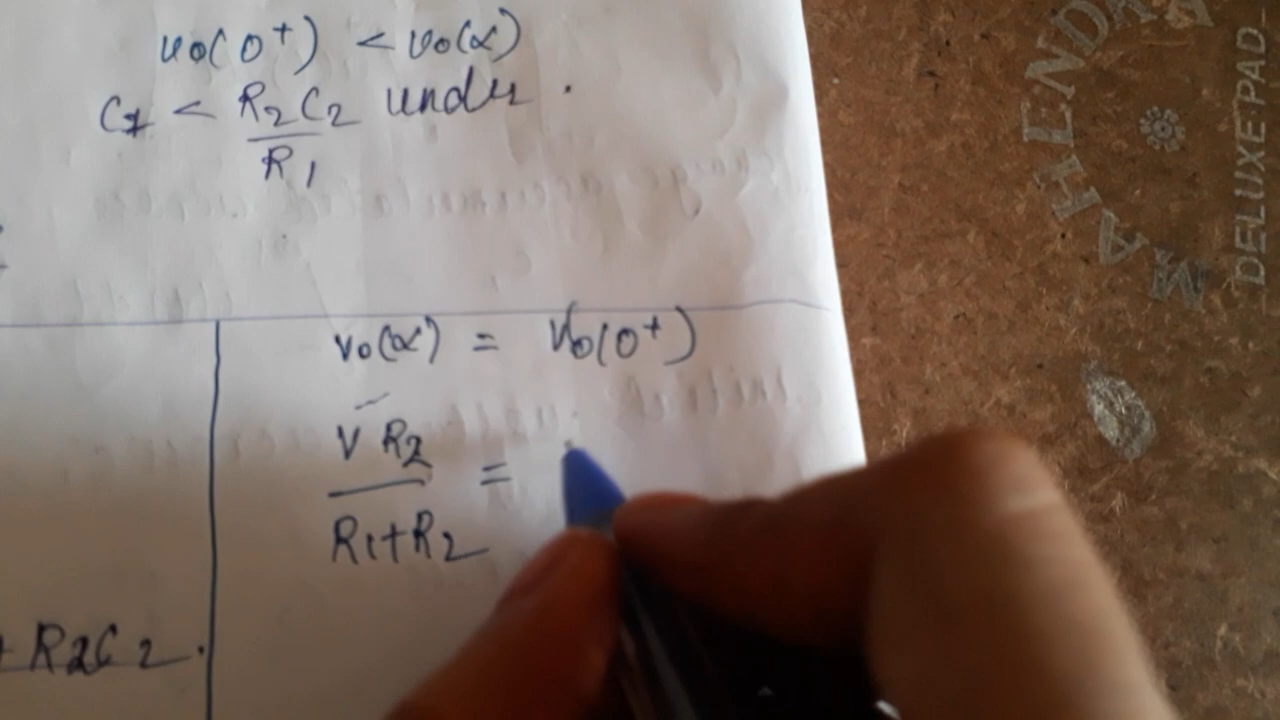 vo(0⁺) < vo(∝)
C1 < R2C2 under .
R1
vo(∝) = Vo(0⁺)
V R2
=
R1+R2
+ R2C2.
MAHENDRA
DELUXE PAD